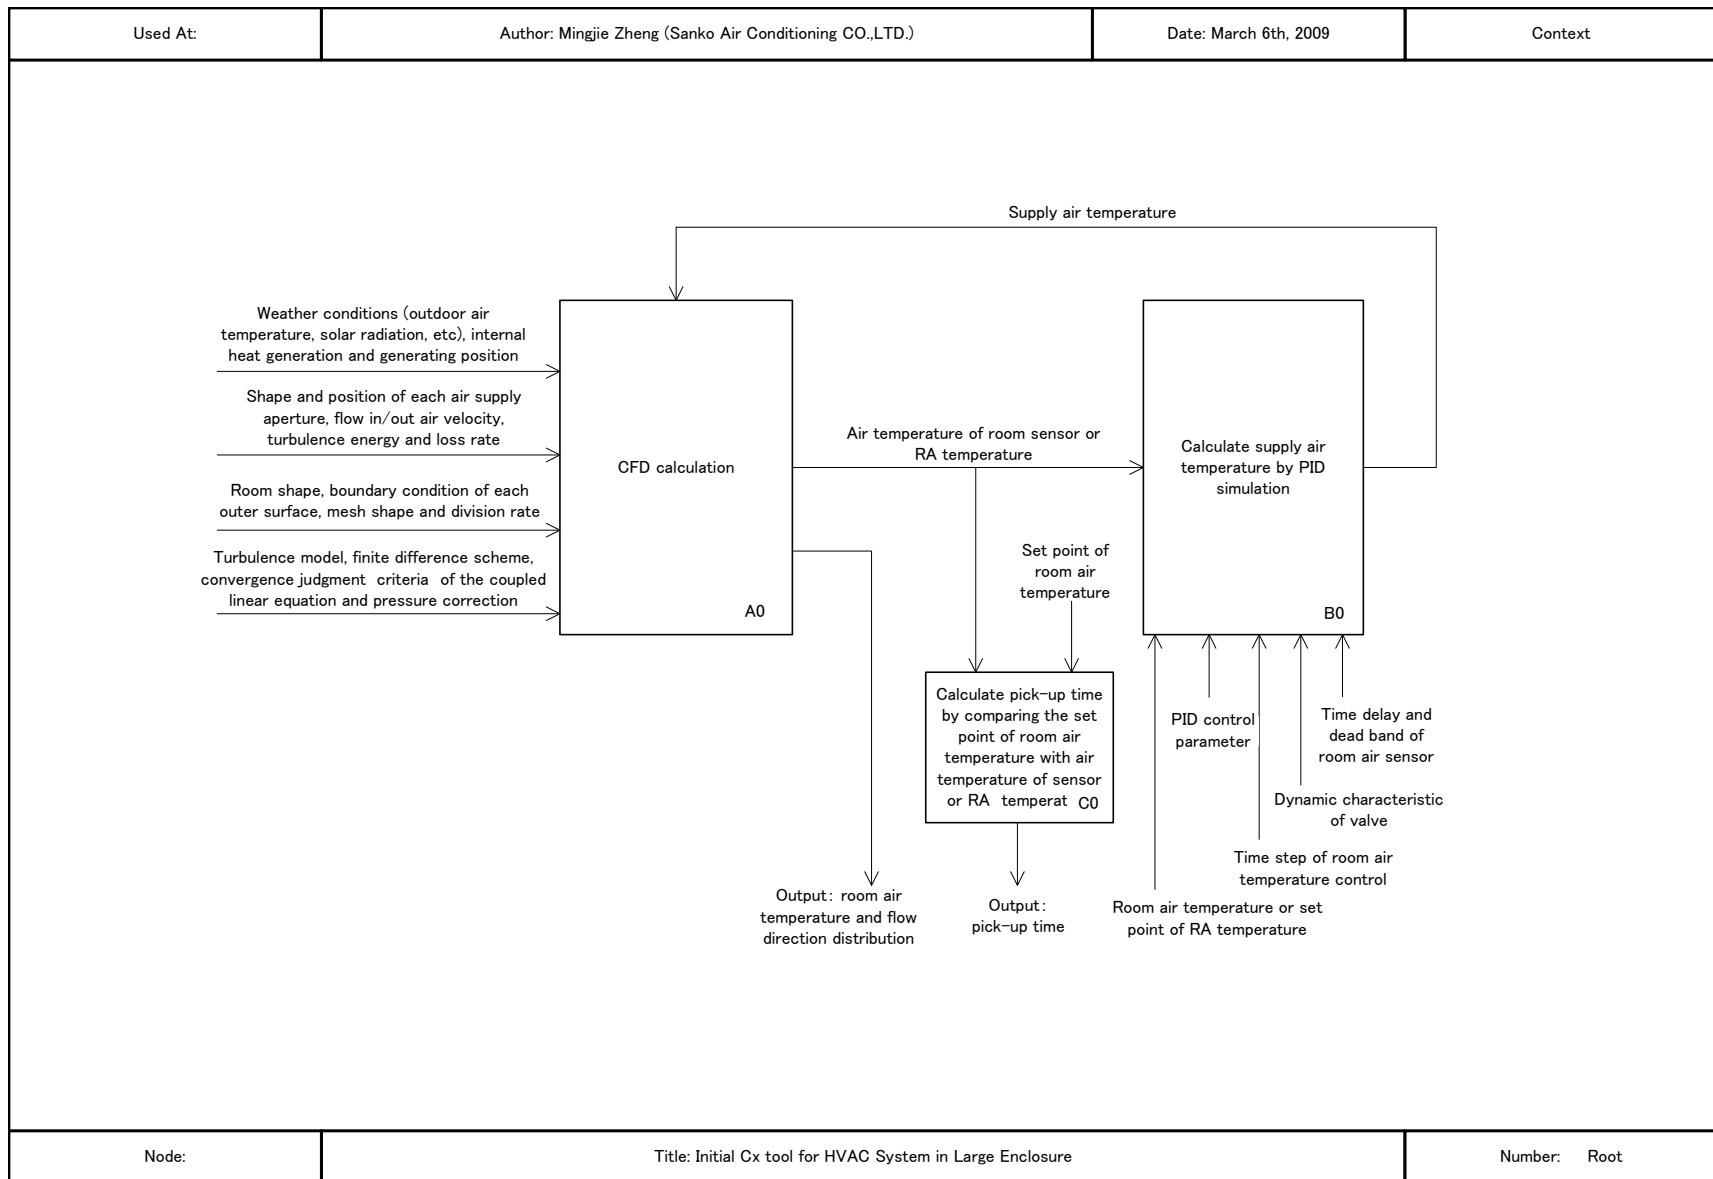 Used At:
Author: Mingjie Zheng (Sanko Air Conditioning CO.,LTD.)
Date: March 6th, 2009
Context
Supply air temperature
Weather conditions (outdoor air
temperature, solar radiation, etc), internal
heat generation and generating position
Shape and position of each air supply
aperture, flow in/out air velocity,
turbulence energy and loss rate
Room shape, boundary condition of each
outer surface, mesh shape and division rate
Turbulence model, finite difference scheme,
convergence judgment criteria of the coupled
linear equation and pressure correction
CFD calculation
A0
Air temperature of room sensor or
RA temperature
Calculate supply air
temperature by PID
simulation
B0
Set point of
room air
temperature
Calculate pick-up time
by comparing the set
point of room air
temperature with air
temperature of sensor
or RA temperat C0
PID control
parameter
Time delay and
dead band of
room air sensor
Dynamic characteristic
of valve
Time step of room air
temperature control
Room air temperature or set
point of RA temperature
Output: room air
temperature and flow
direction distribution
Output:
pick-up time
Node:
Title: Initial Cx tool for HVAC System in Large Enclosure
Number: Root